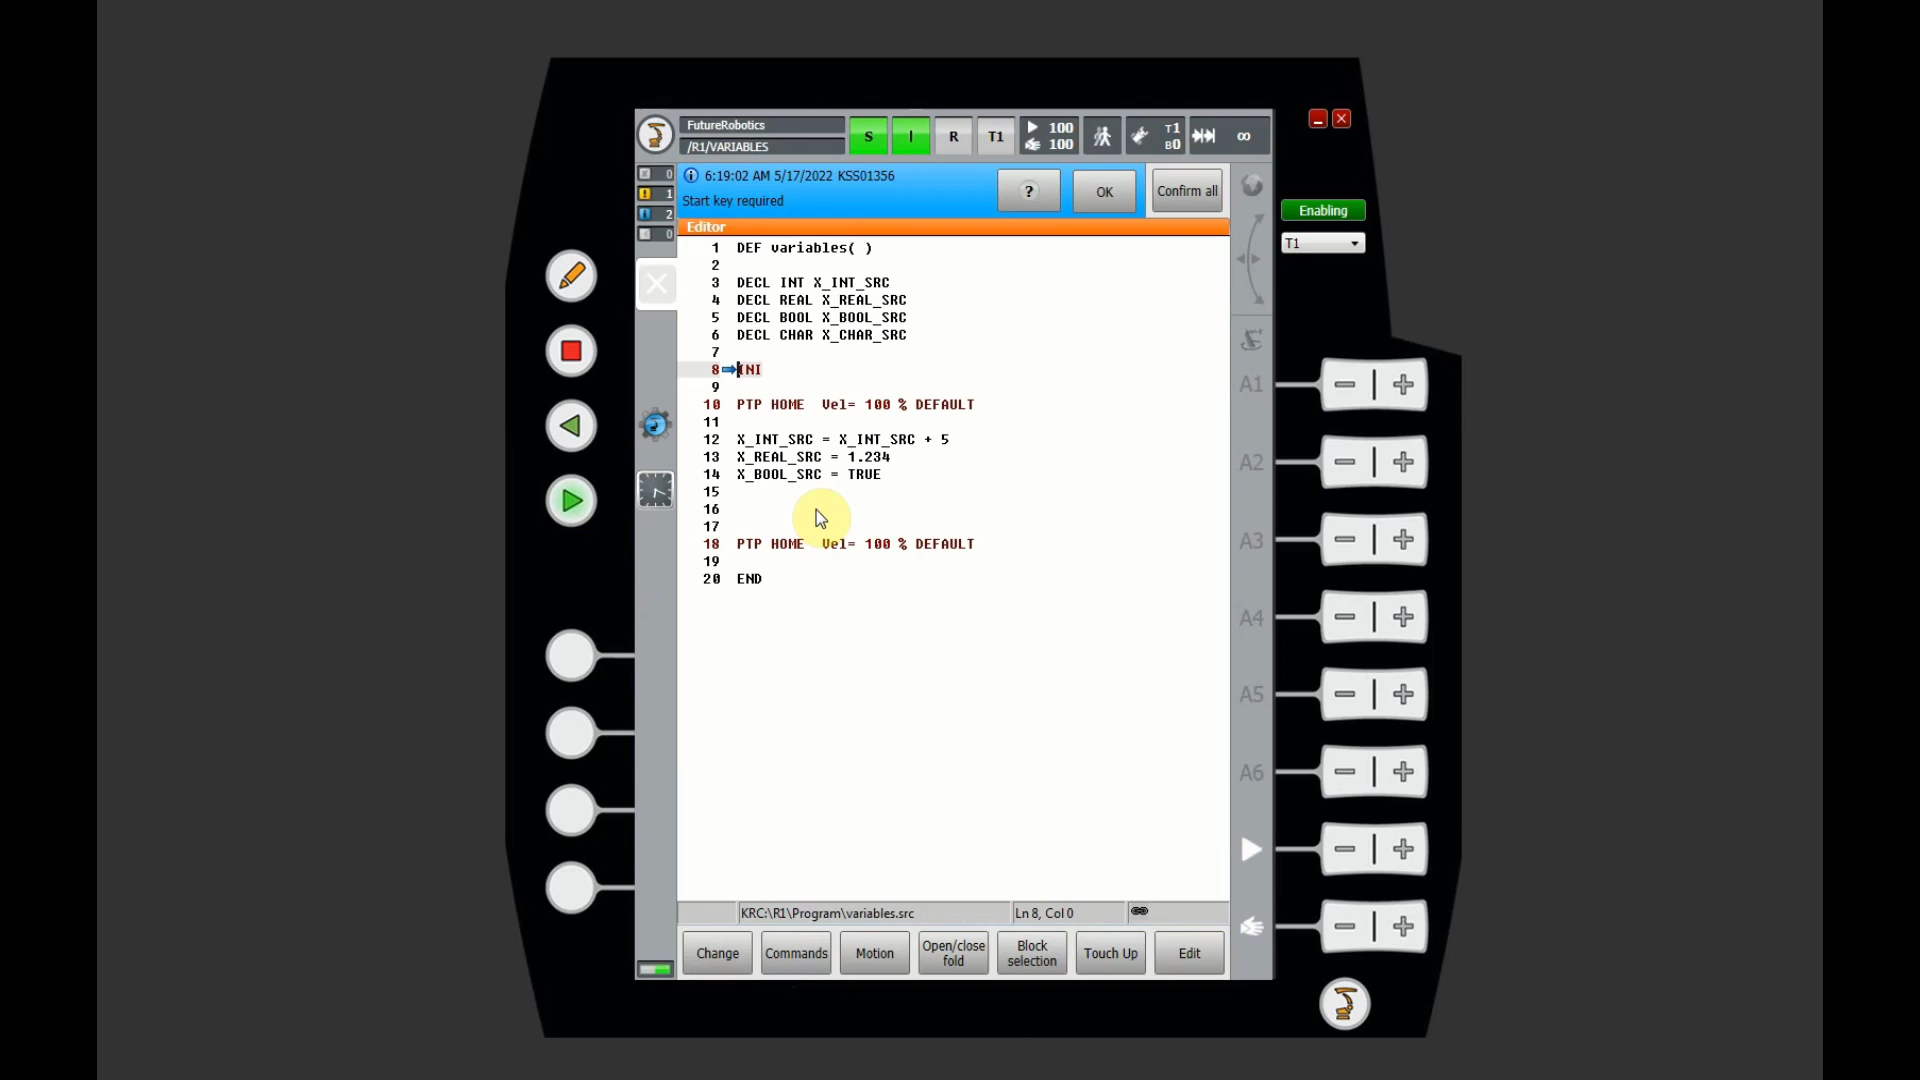 FutureRobotics
/R1/VARIABLES
S I R T1 100 100 T1 B0 ∞
0
1
2
0
6:19:02 AM 5/17/2022 KSS01356
Start key required
? OK Confirm all
Enabling
T1
Editor
1 DEF variables( )
2
3 DECL INT X_INT_SRC
4 DECL REAL X_REAL_SRC
5 DECL BOOL X_BOOL_SRC
6 DECL CHAR X_CHAR_SRC
7
8 INI
9
10 PTP HOME Vel= 100 % DEFAULT
11
12 X_INT_SRC = X_INT_SRC + 5
13 X_REAL_SRC = 1.234
14 X_BOOL_SRC = TRUE
15
16
17
18 PTP HOME Vel= 100 % DEFAULT
19
20 END
A1
A2
A3
A4
A5
A6
KRC:\R1\Program\variables.src Ln 8, Col 0
Change Commands Motion Open/close fold Block selection Touch Up Edit